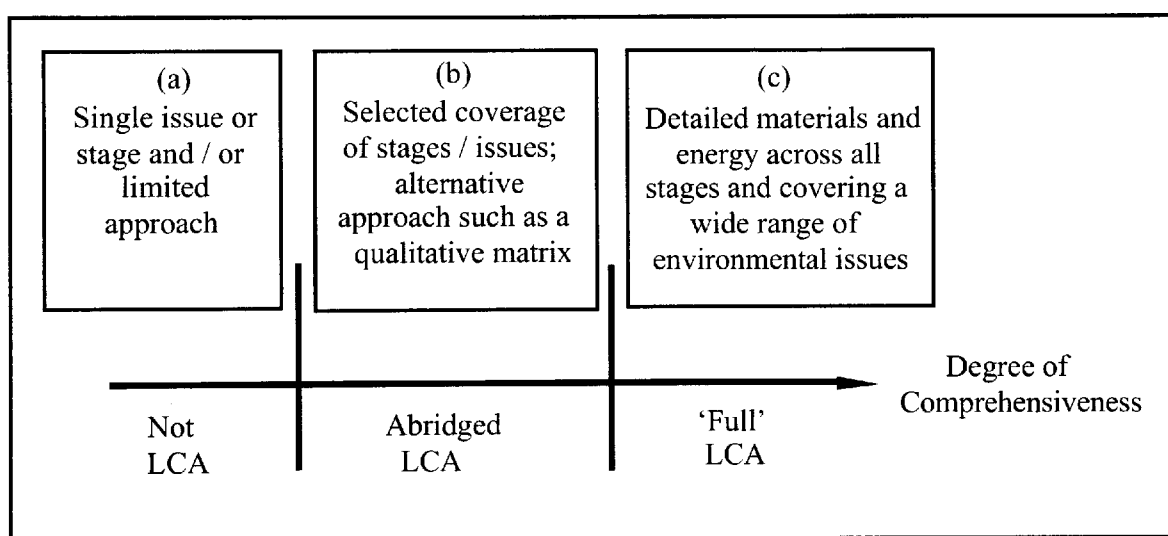 (a)
Single issue or
stage and / or
limited
approach
(b)
Selected coverage
of stages / issues;
alternative
approach such as a
qualitative matrix
(c)
Detailed materials and
energy across all
stages and covering a
wide range of
environmental issues
Degree of
Comprehensiveness
Not
LCA
Abridged
LCA
‘Full’
LCA